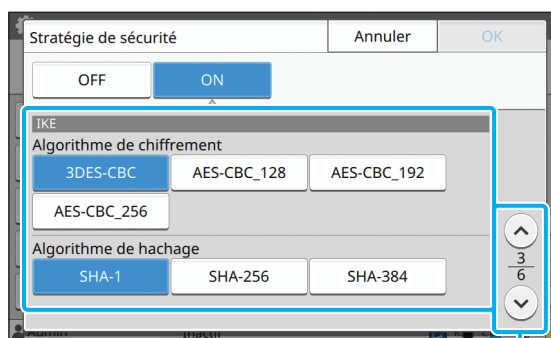 Stratégie de sécurité Annuler OK
OFF ON
IKE
Algorithme de chiffrement
3DES-CBC AES-CBC_128 AES-CBC_192
AES-CBC_256
Algorithme de hachage
SHA-1 SHA-256 SHA-384
3
6
Admin Inactif